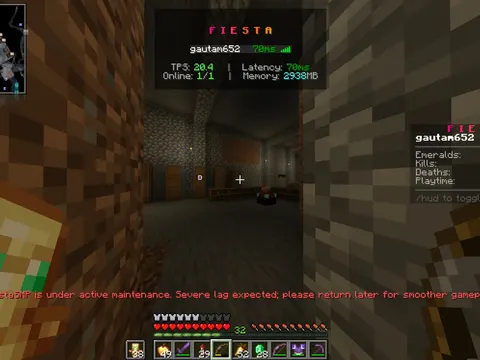 FIESTA
gautam652 70ms
TPS: 20.4 | Latency: 70ms
Online: 1/1 | Memory: 2938MB
D
FIE
gautam652
Emeralds:
Kills:
Deaths:
Playtime:
/hud to toggl
is under active maintenance. Severe lag expected; please return later for smoother gamep
32